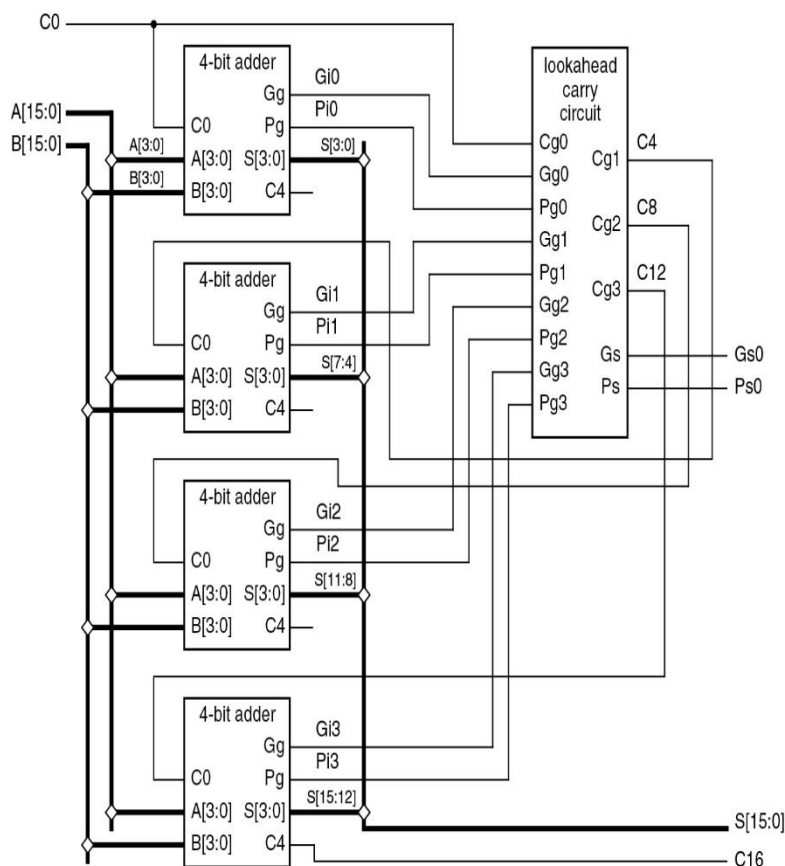 C0
A[15:0]
B[15:0]
4-bit adder
Gg
C0 Pg
A[3:0] S[3:0]
B[3:0] C4
A[3:0]
B[3:0]
Gi0
Pi0
S[3:0]
4-bit adder
Gg
C0 Pg
A[3:0] S[3:0]
B[3:0] C4
Gi1
Pi1
S[7:4]
4-bit adder
Gg
C0 Pg
A[3:0] S[3:0]
B[3:0] C4
Gi2
Pi2
S[11:8]
4-bit adder
Gg
C0 Pg
A[3:0] S[3:0]
B[3:0] C4
Gi3
Pi3
S[15:12]
lookahead
carry
circuit
Cg0
Gg0
Pg0
Gg1
Pg1
Gg2
Pg2
Gg3
Pg3
Cg1
Cg2
Cg3
Gs
Ps
C4
C8
C12
Gs0
Ps0
S[15:0]
C16